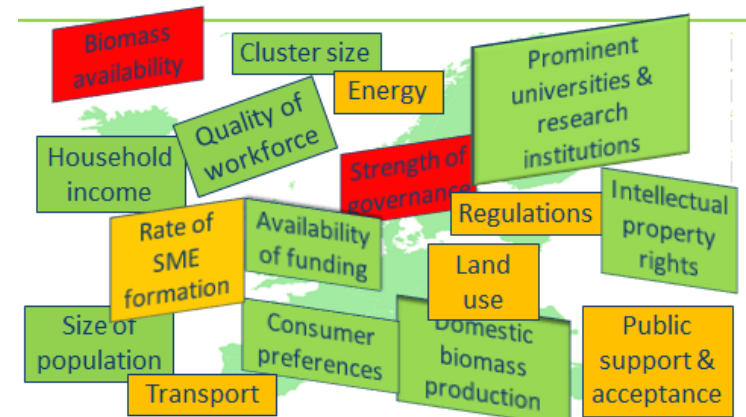 Biomass
availability
Cluster size
Energy
Prominent
universities &
research
institutions
Quality of
workforce
Household
income
Strength of
governance
Regulations
Intellectual
property
rights
Rate of
SME
formation
Availability
of funding
Land
use
Size of
population
Consumer
preferences
Domestic
biomass
production
Public
support &
acceptance
Transport